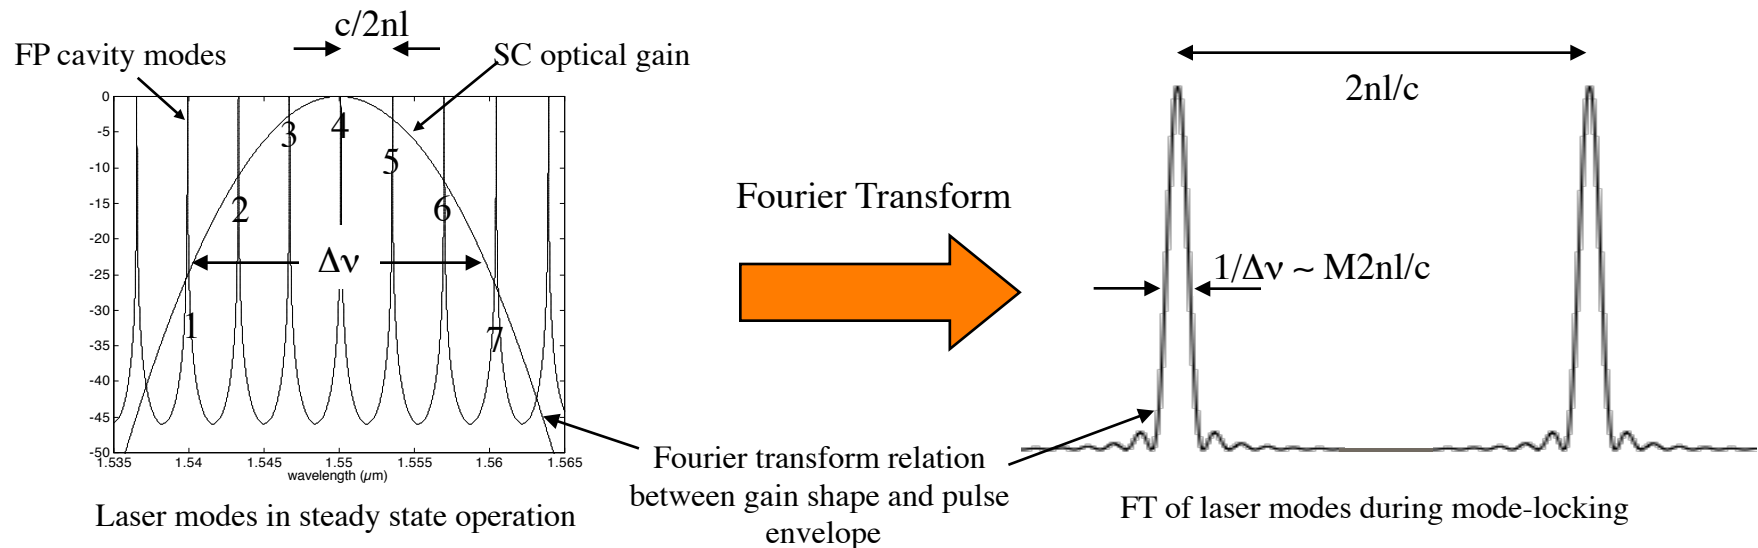 c/2nl
FP cavity modes
SC optical gain
0
-5
-10
-15
-20
-25
-30
-35
-40
-45
-50
1
2
3
4
5
6
7
Δν
1.535
1.54
1.545
1.55
1.555
1.56
1.565
wavelength (μm)
Laser modes in steady state operation
Fourier Transform
Fourier transform relation
between gain shape and pulse
envelope
2nl/c
1/Δν ~ M2nl/c
FT of laser modes during mode-locking